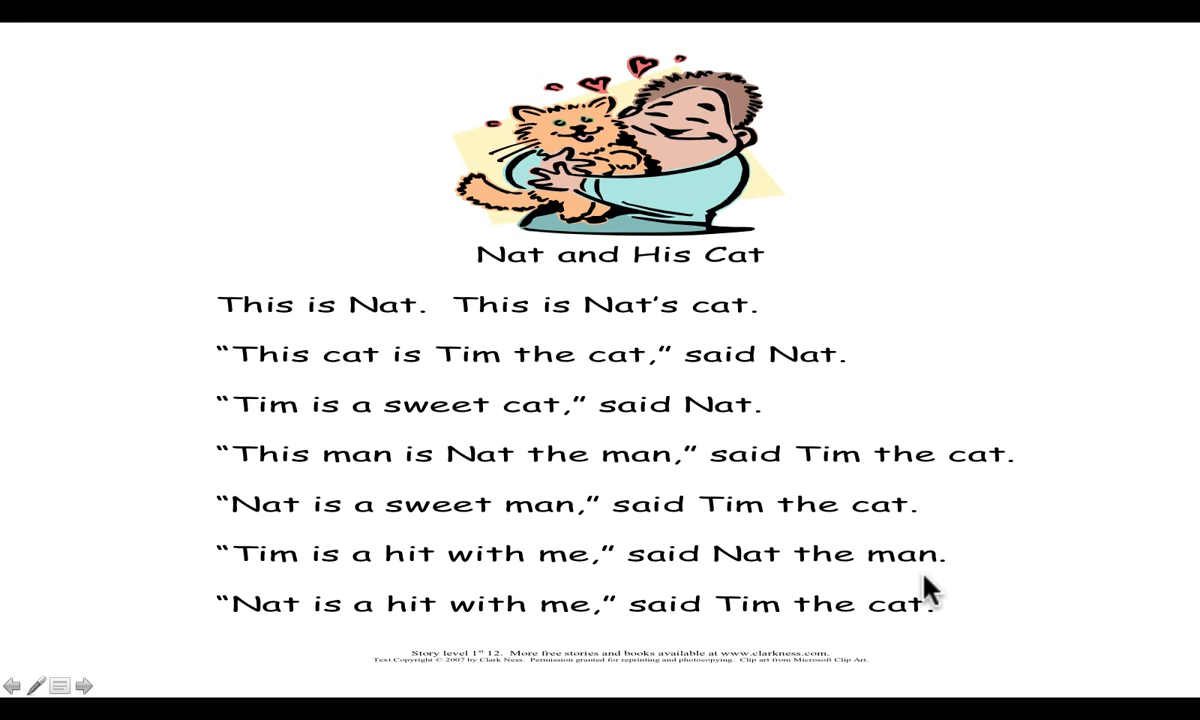 Nat and His Cat
This is Nat.  This is Nat's cat.
“This cat is Tim the cat,” said Nat.
“Tim is a sweet cat,” said Nat.
“This man is Nat the man,” said Tim the cat.
“Nat is a sweet man,” said Tim the cat.
“Tim is a hit with me,” said Nat the man.
“Nat is a hit with me,” said Tim the cat.
Story level 1st 12.  More free stories and books available at www.clarkness.com.
Text Copyright © 2007 by Clark Ness.  Permission granted for reprinting and photocopying.  Clip art from Microsoft Clip Art.